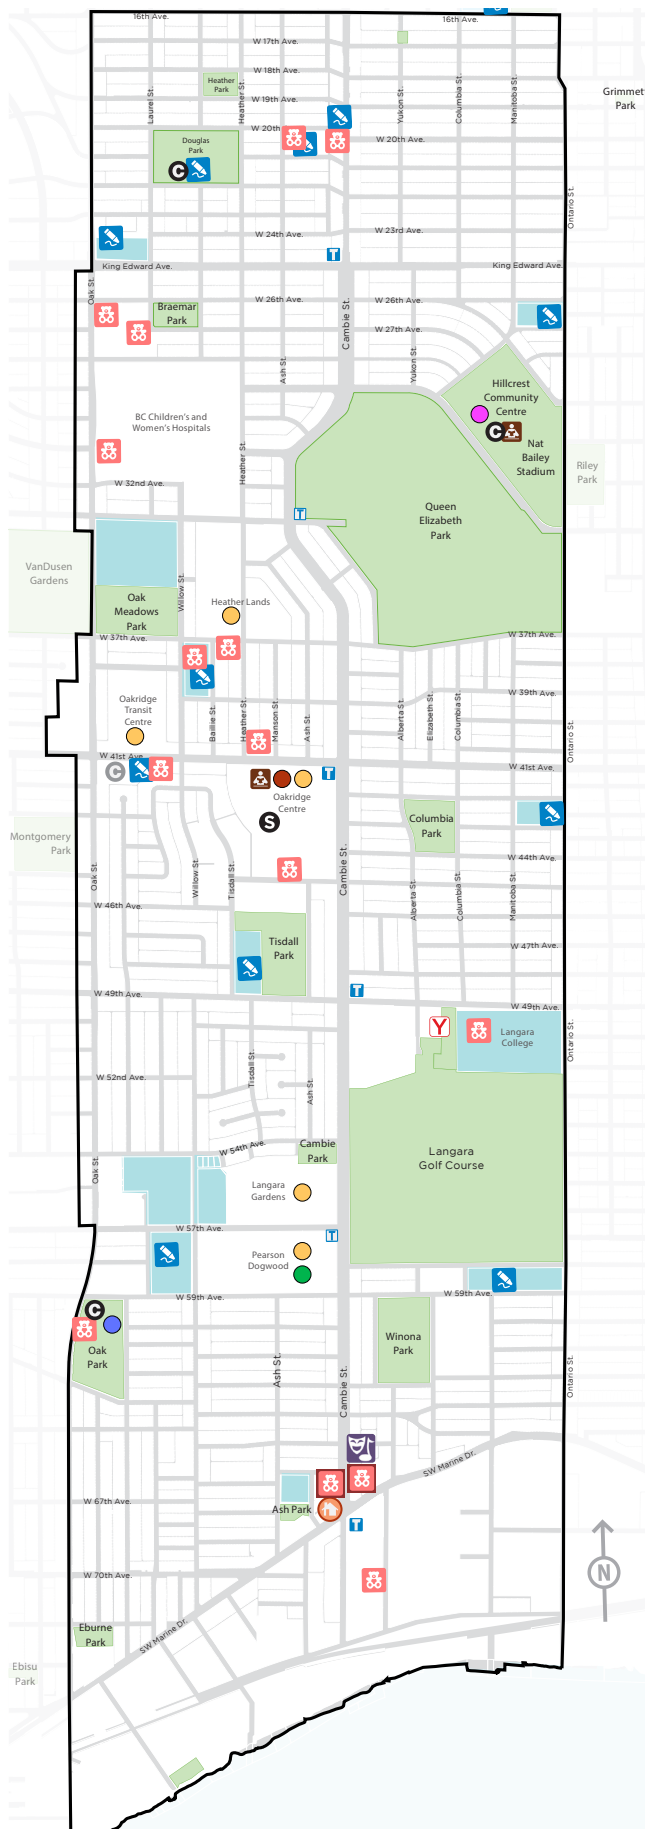 16th Ave.
16th Ave.
W 17th Ave.
W 18th Ave.
Heather
Park
Laurel St.
Heather St.
Yukon St.
Columbia St.
Manitoba St.
Grimmet
Park
W 19th Ave.
W 20th
W 20th Ave.
Douglas
Park
C
Ontario St.
W 24th Ave.
W 23rd Ave.
T
King Edward Ave.
King Edward Ave.
Oak St.
W 26th Ave.
W 26th Ave.
Braemar
Park
Cambie St.
W 27th Ave.
Ash St.
Yukon St.
Hillcrest
Community
Centre
C
Nat
Bailey
Stadium
BC Children's and
Women's Hospitals
Heather St.
Riley
Park
W 32nd Ave.
T
Queen
Elizabeth
Park
VanDusen
Gardens
Willow St.
Oak
Meadows
Park
Heather Lands
W 37th Ave.
W 37th Ave.
Oakridge
Transit
Centre
Baillie St.
Heather St.
Manson St.
Ash St.
Alberta St.
Elizabeth St.
Columbia St.
W 39th Ave.
Ontario St.
W 41st Ave.
W 41st Ave.
C
T
Oakridge
Centre
S
Columbia
Park
Montgomery
Park
Oak St.
Willow St.
Tisdall St.
Cambie St.
W 44th Ave.
Alberta St.
Columbia St.
Manitoba St.
W 46th Ave.
Tisdall
Park
W 47th Ave.
W 49th Ave.
T
W 49th Ave.
Y
Langara
College
Ontario St.
Tisdall St.
W 52nd Ave.
Ash St.
W 54th Ave.
Cambie
Park
Oak St.
Langara
Golf Course
Langara
Gardens
W 57th Ave.
T
Pearson
Dogwood
W 59th Ave.
W 59th Ave.
C
Oak
Park
Winona
Park
Ash St.
Cambie St.
Ontario St.
SW Marine Dr.
W 67th Ave.
Ash Park
T
N
W 70th Ave.
Eburne
Park
SW Marine Dr.
Ebisu
Park